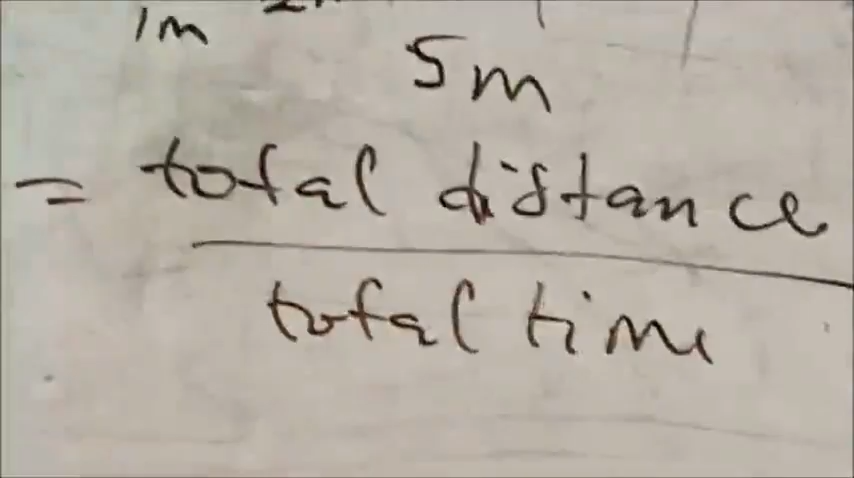 1m
5m
= total distance
total time